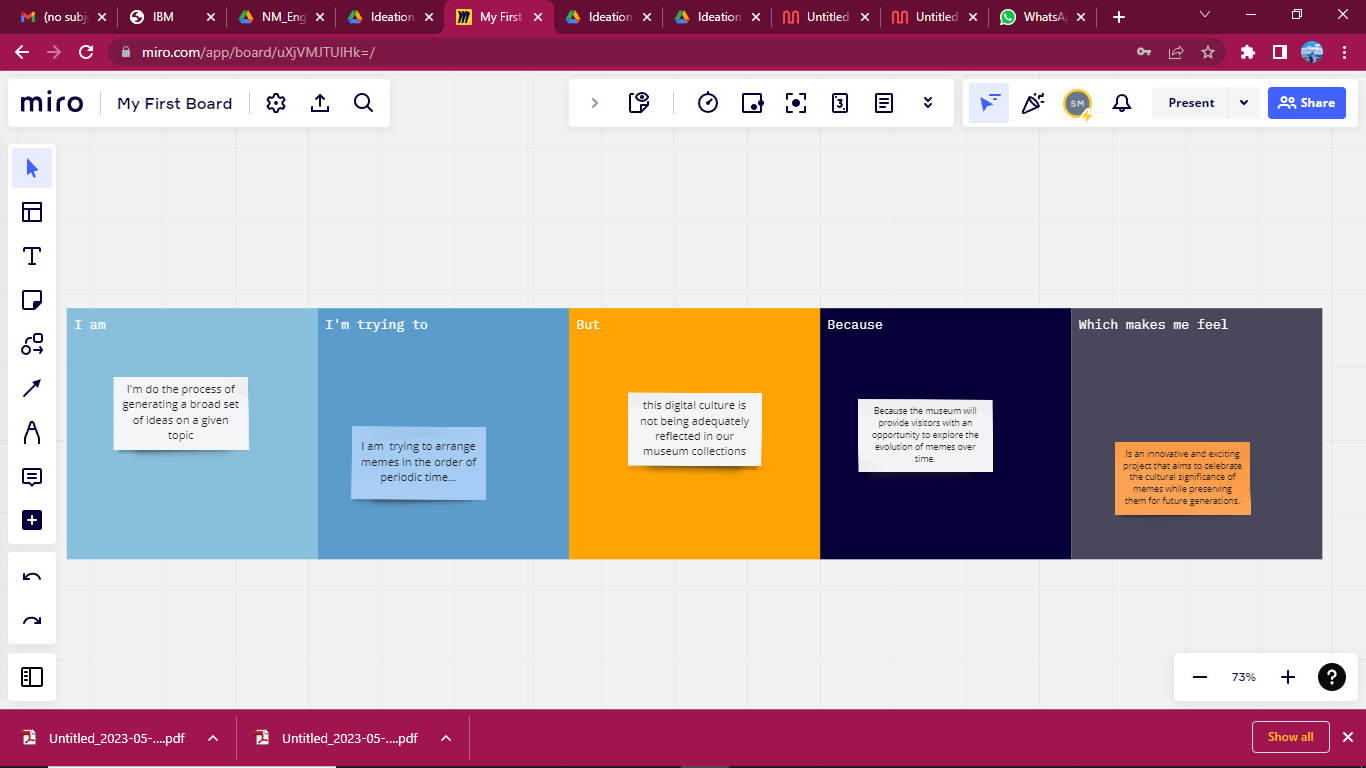 (no subj
IBM
NM_Eng
Ideation
My First
Ideation
Ideation
Untitled
Untitled
WhatsAp
miro.com/app/board/uXjVMJTUIHk=/
miro
My First Board
3
SM
Present
Share
I am
I'm do the process of
generating a broad set
of ideas on a given
topic
I'm trying to
I am  trying to arrange
memes in the order of
periodic time...
But
this digital culture is
not being adequately
reflected in our
museum collections
Because
Because the museum will
provide visitors with an
opportunity to explore the
evolution of memes over
time.
Which makes me feel
Is an innovative and exciting
project that aims to celebrate
the cultural significance of
memes while preserving
them for future generations.
73%
?
Untitled_2023-05-....pdf
Untitled_2023-05-....pdf
Show all